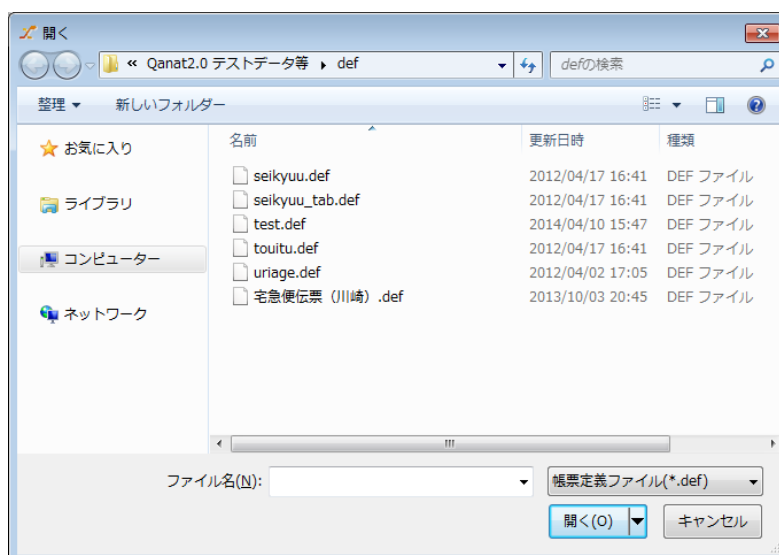 開く
« Qanat2.0 テストデータ等 ▸ def
defの検索
整理 ▼ 新しいフォルダー
お気に入り
ライブラリ
コンピューター
ネットワーク
名前 更新日時 種類
seikyuu.def 2012/04/17 16:41 DEF ファイル
seikyuu_tab.def 2012/04/17 16:41 DEF ファイル
test.def 2014/04/10 15:47 DEF ファイル
touitu.def 2012/04/17 16:41 DEF ファイル
uriage.def 2012/04/02 17:05 DEF ファイル
宅急便伝票（川崎）.def 2013/10/03 20:45 DEF ファイル
ファイル名(N):
帳票定義ファイル(*.def)
開く(O) キャンセル